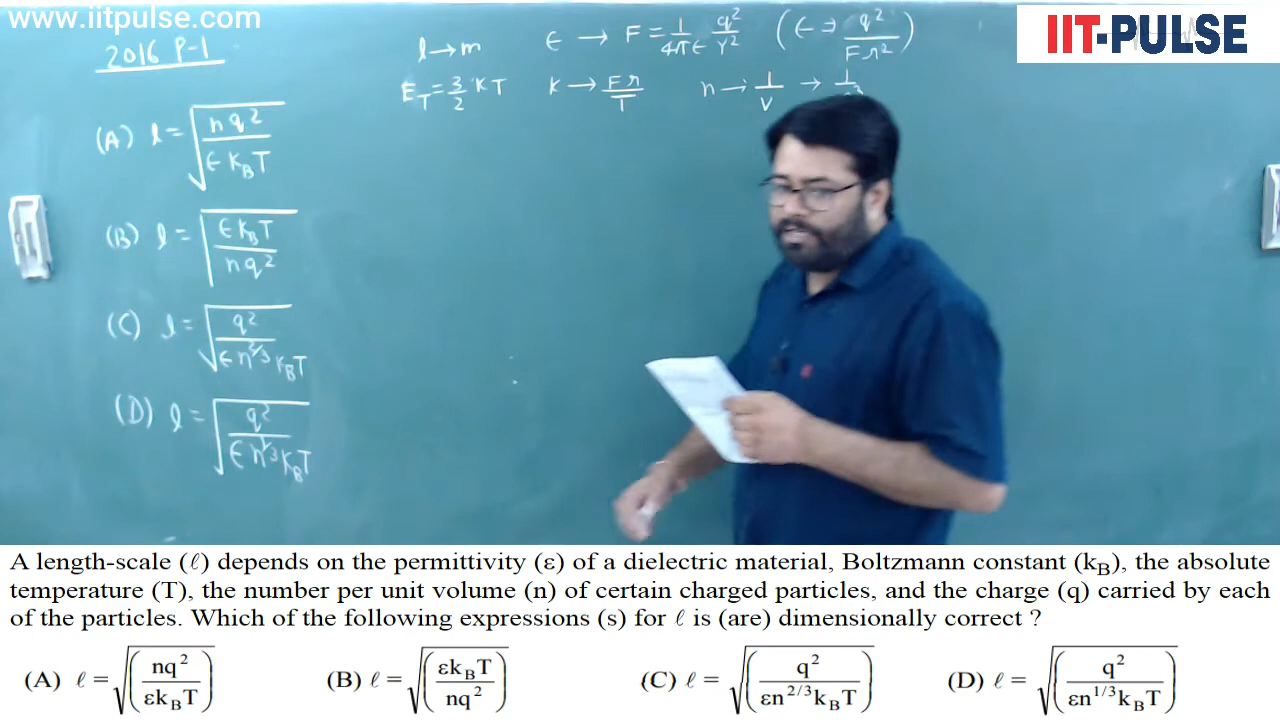 www.iitpulse.com
IIT-PULSE
2016 P-1
l → m
ϵ → F = 1/4πϵ q²/r² (ϵ → q²/Fr²)
E_T = 3/2 KT
K → Fr/T
n → 1/V → 1/
(A) l = √(nq²/ϵK_BT)
(B) l = √(ϵK_BT/nq²)
(C) l = √(q²/ϵn^2/3 K_BT)
(D) l = √(q²/ϵn^1/3 K_BT)
A length-scale (ℓ) depends on the permittivity (ε) of a dielectric material, Boltzmann constant (k_B), the absolute
temperature (T), the number per unit volume (n) of certain charged particles, and the charge (q) carried by each
of the particles. Which of the following expressions (s) for ℓ is (are) dimensionally correct ?
(A) ℓ = √(nq²/εk_BT) (B) ℓ = √(εk_BT/nq²) (C) ℓ = √(q²/εn^2/3 k_BT) (D) ℓ = √(q²/εn^1/3 k_BT)